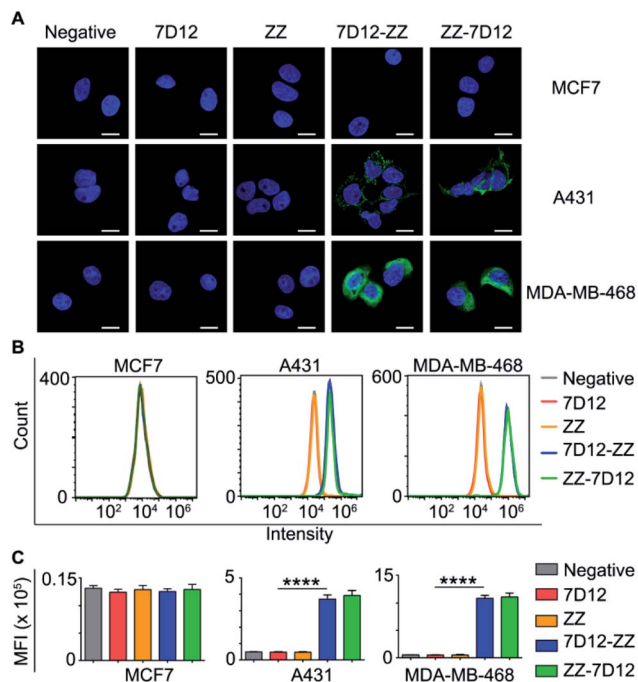 A
Negative 7D12 ZZ 7D12-ZZ ZZ-7D12
MCF7
A431
MDA-MB-468
B
MCF7 A431 MDA-MB-468
Count
400
0
500
0
600
0
10² 10⁴ 10⁶
10² 10⁴ 10⁶
10² 10⁴ 10⁶
Intensity
Negative
7D12
ZZ
7D12-ZZ
ZZ-7D12
C
MFI (x 10⁵)
0.15
0
5
0
15
0
****
****
MCF7 A431 MDA-MB-468
Negative
7D12
ZZ
7D12-ZZ
ZZ-7D12